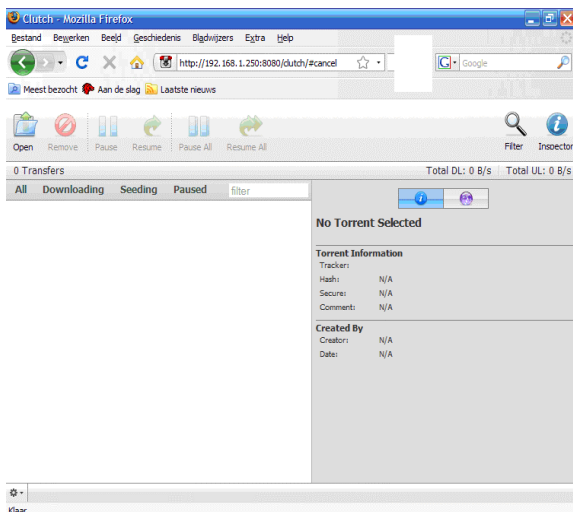 Clutch - Mozilla Firefox
Bestand Bewerken Beeld Geschiedenis Bladwijzers Extra Help
http://192.168.1.250:8080/clutch/#cancel
G Google
Meest bezocht Aan de slag Laatste nieuws
Open Remove Pause Resume Pause All Resume All Filter Inspector
0 Transfers Total DL: 0 B/s Total UL: 0 B/s
All Downloading Seeding Paused filter
No Torrent Selected
Torrent Information
Tracker:
Hash: N/A
Secure: N/A
Comment: N/A
Created By
Creator: N/A
Date: N/A
Klaar